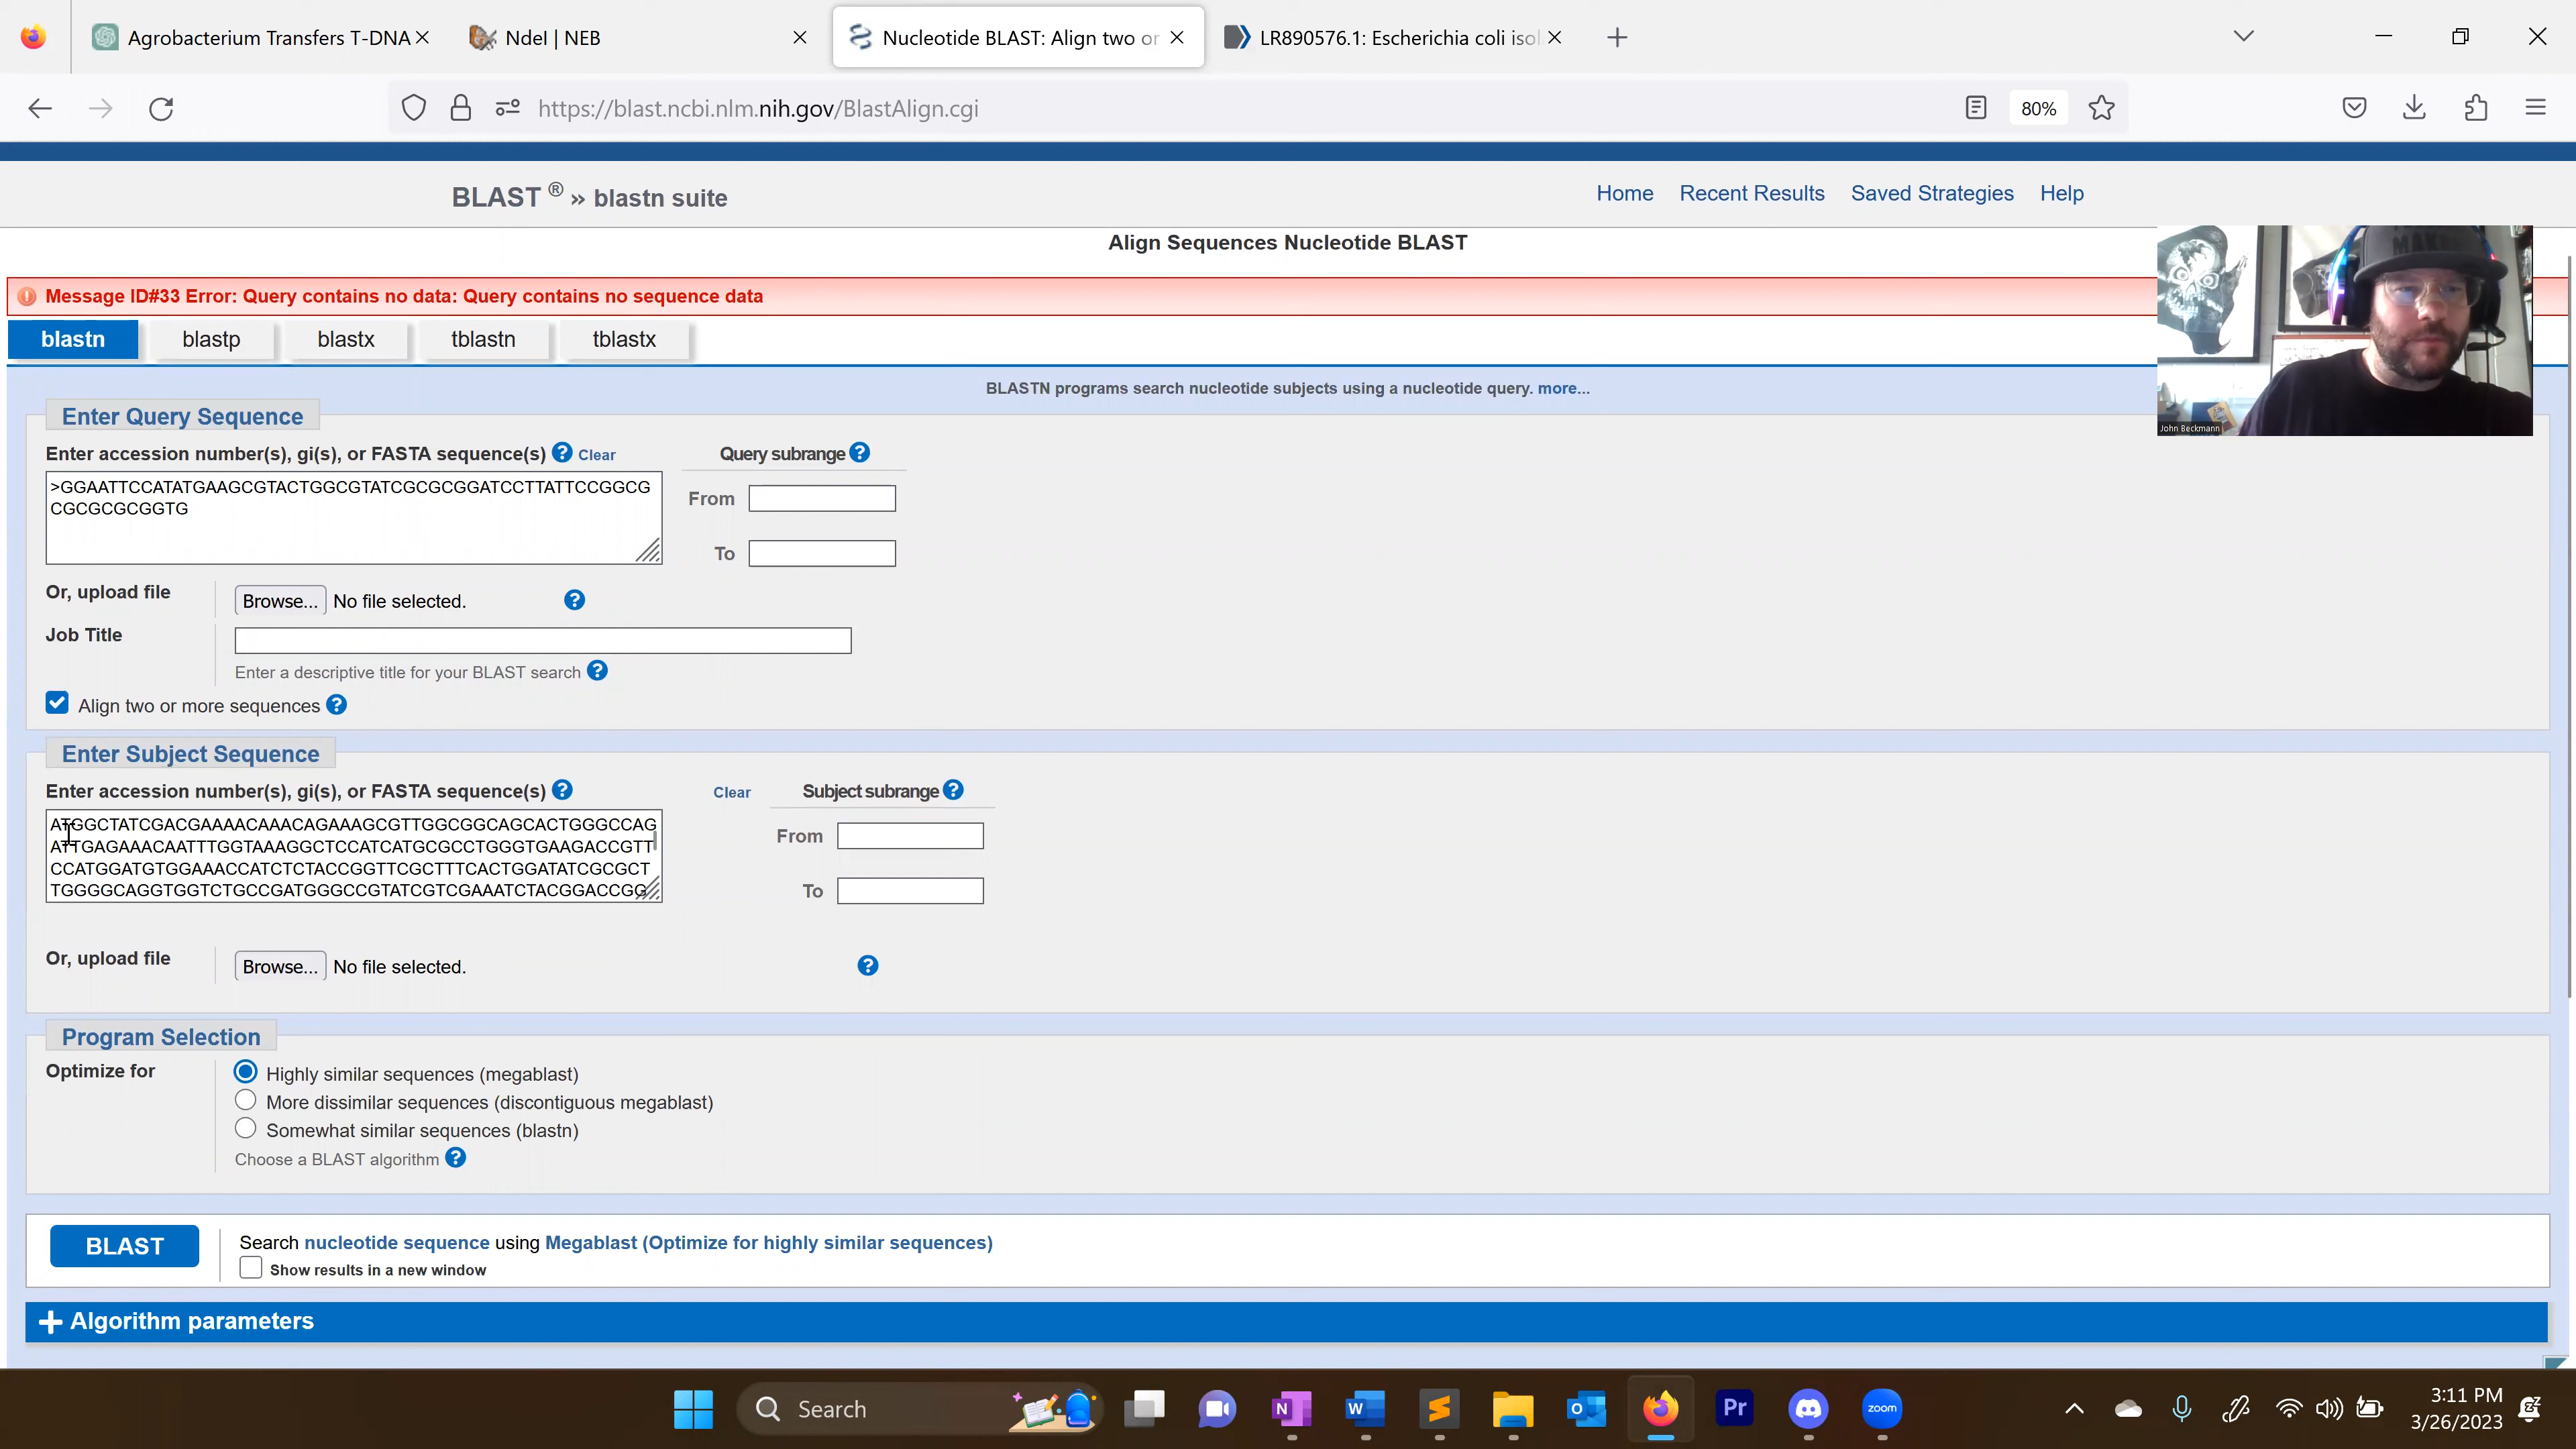 Agrobacterium Transfers T-DNA
NdeI | NEB
Nucleotide BLAST: Align two or
LR890576.1: Escherichia coli isol
https://blast.ncbi.nlm.nih.gov/BlastAlign.cgi
80%
BLAST ® » blastn suite
Home Recent Results Saved Strategies Help
Align Sequences Nucleotide BLAST
Message ID#33 Error: Query contains no data: Query contains no sequence data
blastn blastp blastx tblastn tblastx
BLASTN programs search nucleotide subjects using a nucleotide query. more...
John Beckmann
Enter Query Sequence
Enter accession number(s), gi(s), or FASTA sequence(s) ? Clear
Query subrange ?
>GGAATTCCATATGAAGCGTACTGGCGTATCGCGCGGATCCTTATTCCGGCG
CGCGCGCGGTG
From
To
Or, upload file Browse... No file selected. ?
Job Title
Enter a descriptive title for your BLAST search ?
Align two or more sequences ?
Enter Subject Sequence
Enter accession number(s), gi(s), or FASTA sequence(s) ? Clear
Subject subrange ?
ATGGCTATCGACGAAAACAAACAGAAAGCGTTGGCGGCAGCACTGGGCCAG
ATTGAGAAACAATTTGGTAAAGGCTCCATCATGCGCCTGGGTGAAGACCGTT
CCATGGATGTGGAAACCATCTCTACCGGTTCGCTTTCACTGGATATCGCGCT
TGGGGCAGGTGGTCTGCCGATGGGCCGTATCGTCGAAATCTACGGACCGG
From
To
Or, upload file Browse... No file selected. ?
Program Selection
Optimize for
Highly similar sequences (megablast)
More dissimilar sequences (discontiguous megablast)
Somewhat similar sequences (blastn)
Choose a BLAST algorithm ?
BLAST
Search nucleotide sequence using Megablast (Optimize for highly similar sequences)
Show results in a new window
Algorithm parameters
Search
N
W
S
O
Pr
zoom
3:11 PM
3/26/2023